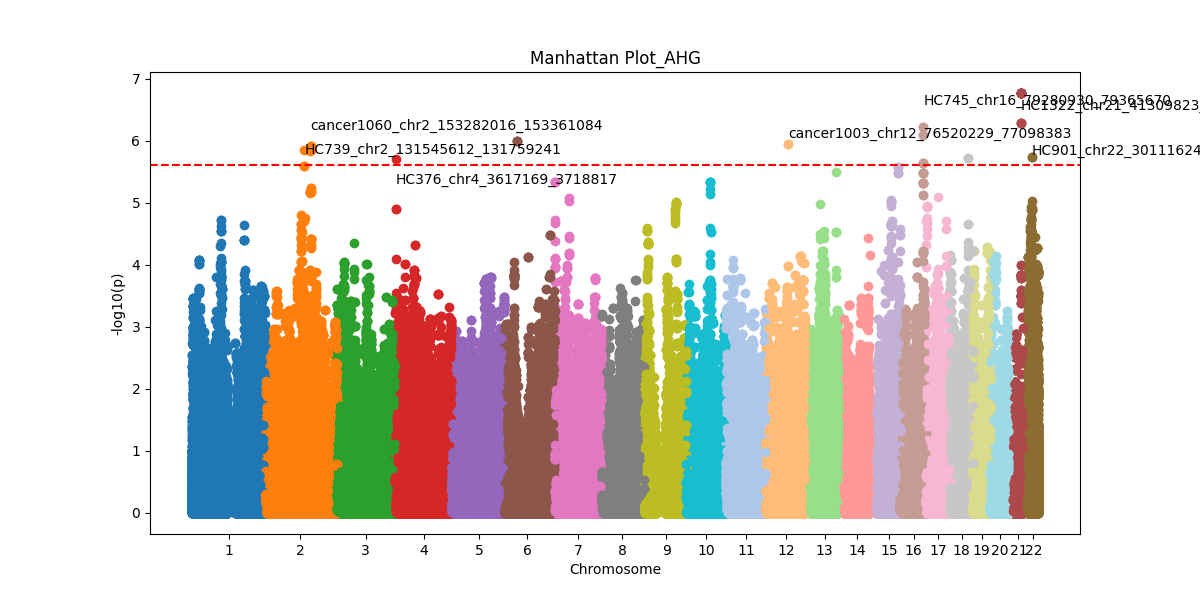 Manhattan Plot_AHG
7
HC745_chr16_79280930_79365670
HC1322_chr21_41309823_
cancer1060_chr2_153282016_153361084
cancer1003_chr12_76520229_77098383
6
HC739_chr2_131545612_131759241
HC901_chr22_30111624
HC376_chr4_3617169_3718817
5
4
-log10(p)
3
2
1
0
1 2 3 4 5 6 7 8 9 10 11 12 13 14 15 16 17 18 19 20 21 22
Chromosome